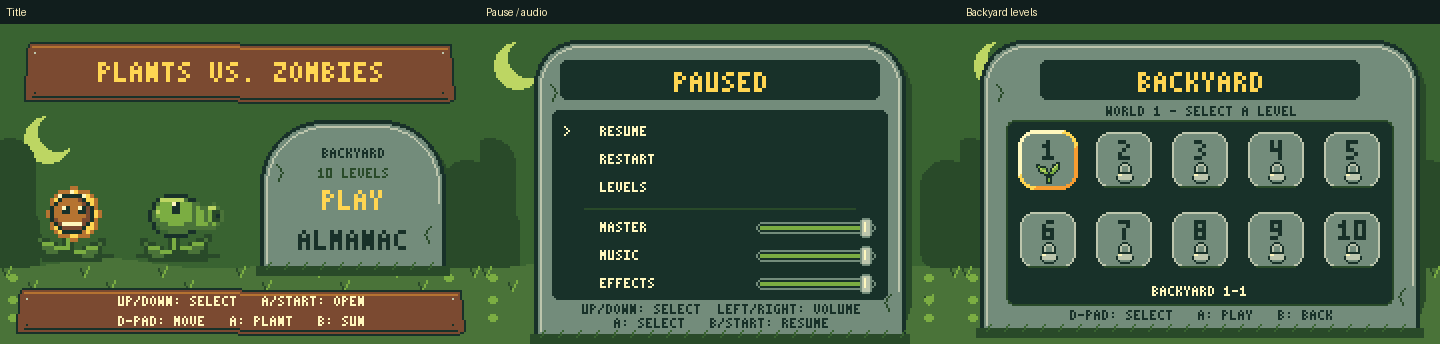 Title
PLANTS VS. ZOMBIES
BACKYARD
10 LEVELS
PLAY
ALMANAC
UP/DOWN: SELECT A/START: OPEN
D-PAD: MOVE A: PLANT B: SUN
Pause / audio
PAUSED
RESUME
RESTART
LEVELS
MASTER
MUSIC
EFFECTS
UP/DOWN: SELECT LEFT/RIGHT: VOLUME
A: SELECT B/START: RESUME
Backyard levels
BACKYARD
WORLD 1 - SELECT A LEVEL
1 2 3 4 5
6 7 8 9 10
BACKYARD 1-1
D-PAD: SELECT A: PLAY B: BACK